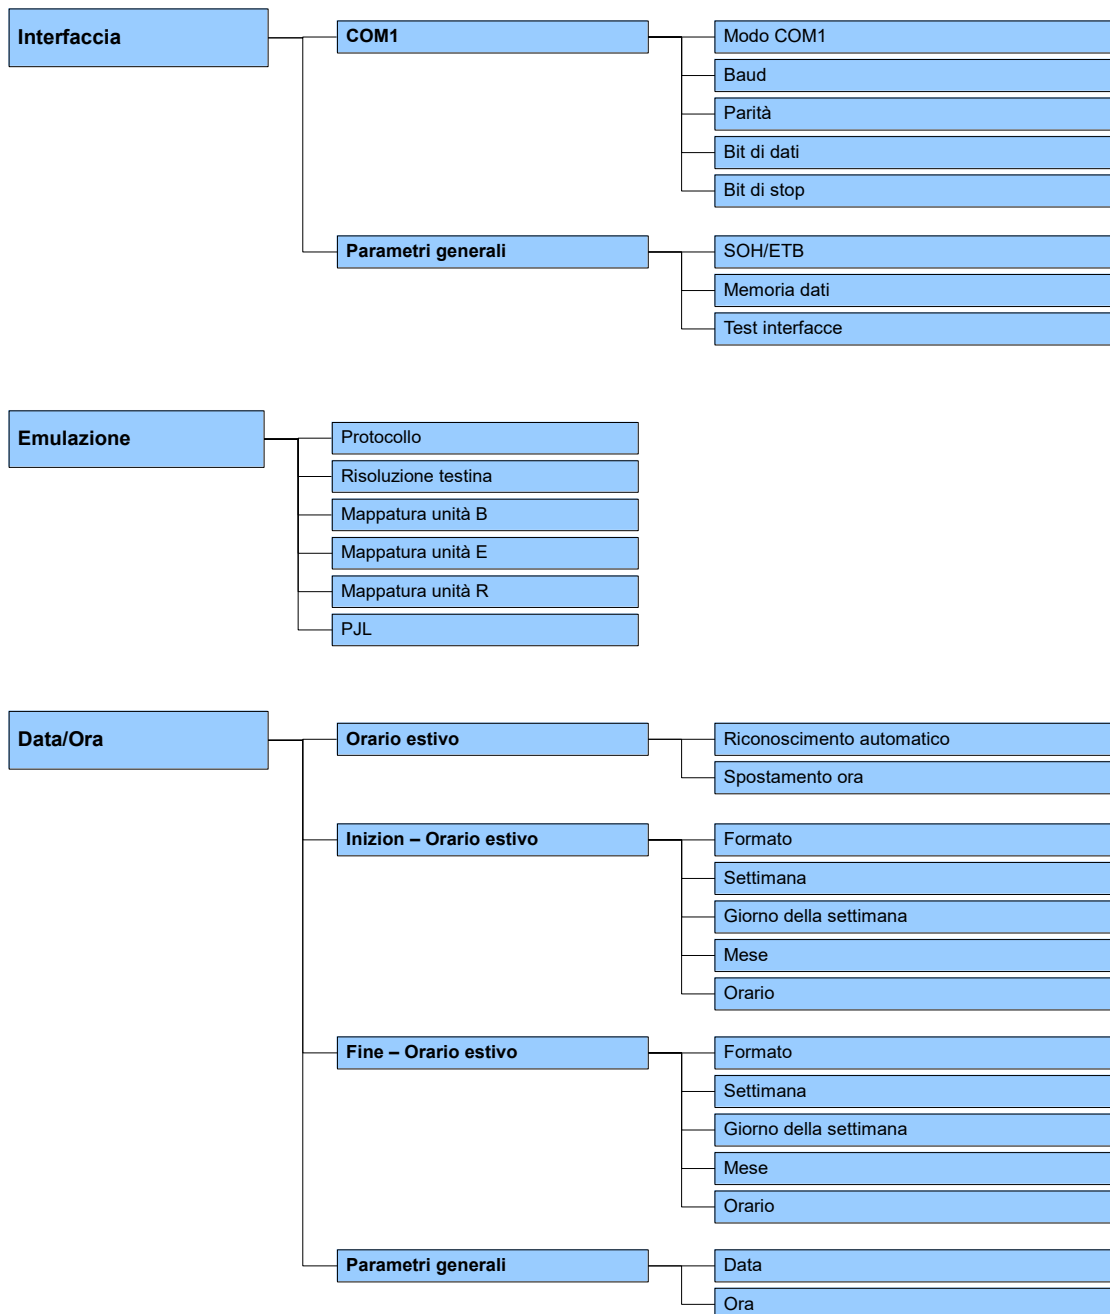 Interfaccia
COM1
Modo COM1
Baud
Parità
Bit di dati
Bit di stop
Parametri generali
SOH/ETB
Memoria dati
Test interfacce
Emulazione
Protocollo
Risoluzione testina
Mappatura unità B
Mappatura unità E
Mappatura unità R
PJL
Data/Ora
Orario estivo
Riconoscimento automatico
Spostamento ora
Inizion – Orario estivo
Formato
Settimana
Giorno della settimana
Mese
Orario
Fine – Orario estivo
Formato
Settimana
Giorno della settimana
Mese
Orario
Parametri generali
Data
Ora